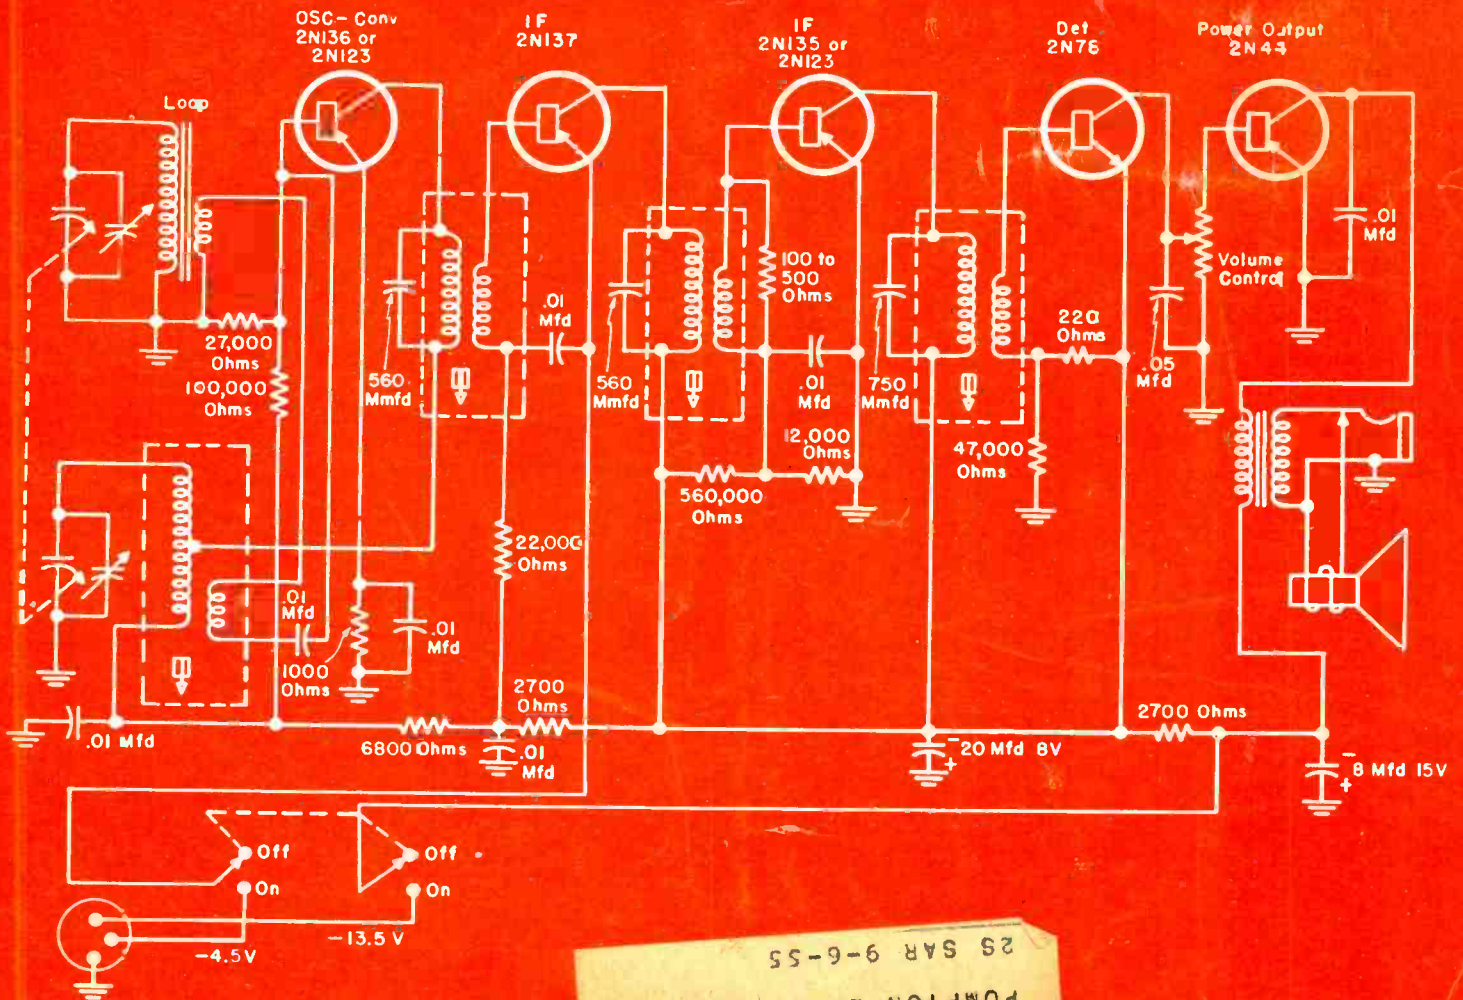 OSC-Conv
2N136 or
2N123
IF
2N137
IF
2N135 or
2N123
Det
2N78
Power Output
2N44
Loop
27,000
Ohms
100,000
Ohms
560
Mmfd
.01
Mfd
560
Mmfd
100 to
500
Ohms
.01
Mfd
750
Mmfd
220
Ohms
.05
Mfd
Volume
Control
.01
Mfd
12,000
Ohms
560,000
Ohms
47,000
Ohms
22,000
Ohms
.01
Mfd
1000
Ohms
.01
Mfd
2700
Ohms
2700 Ohms
.01 Mfd
6800 Ohms
.01
Mfd
-
20 Mfd 8V
+
-
8 Mfd 15V
+
Off
On
Off
On
-4.5V
-13.5 V
2S SAR 9-6-55